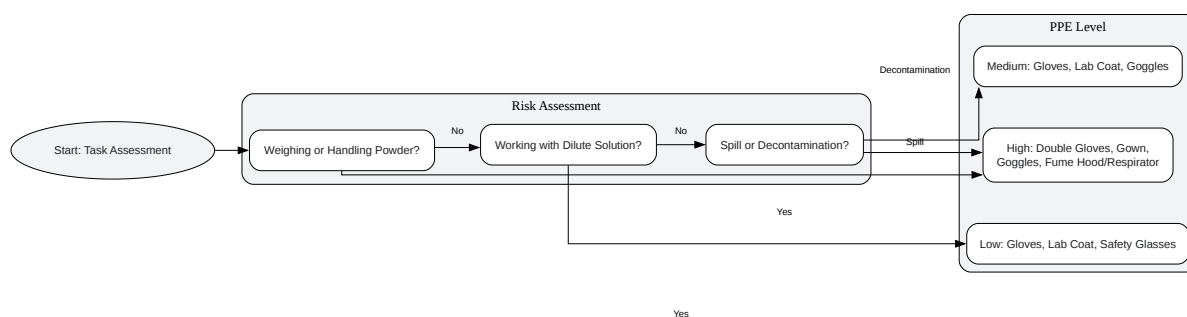 PPE Level
Decontamination
Medium: Gloves, Lab Coat, Goggles
Risk Assessment
Start: Task Assessment
Weighing or Handling Powder?
No
Working with Dilute Solution?
No
Spill or Decontamination?
Spill
High: Double Gloves, Gown,
Goggles, Fume Hood/Respirator
Yes
Low: Gloves, Lab Coat, Safety Glasses
Yes